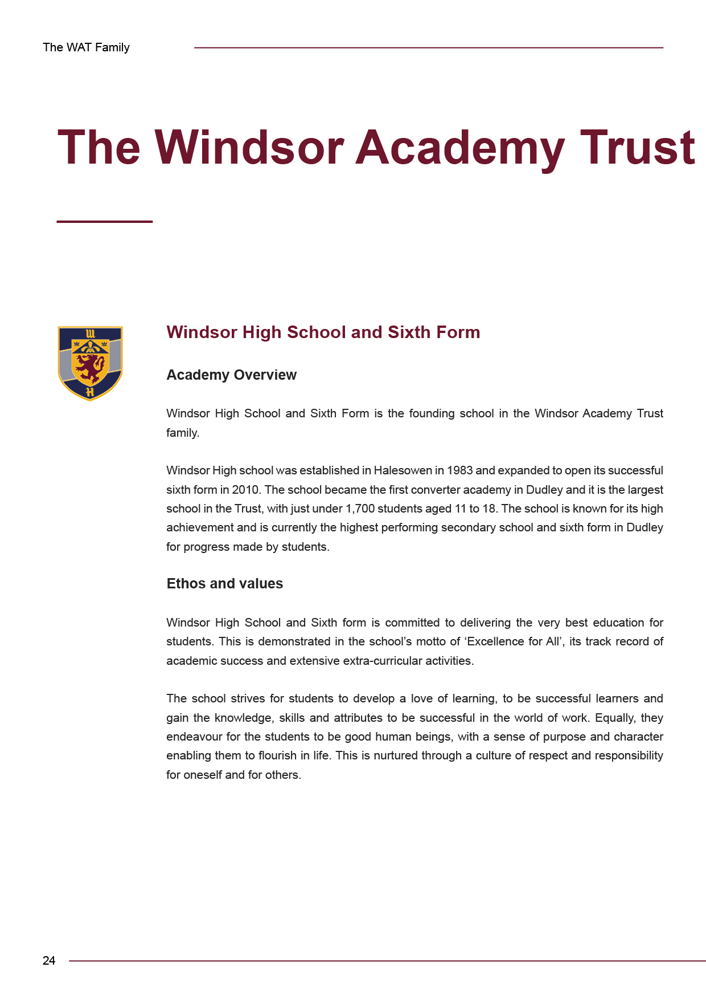 The WAT Family
The Windsor Academy Trust
W
H
Windsor High School and Sixth Form
Academy Overview
Windsor High School and Sixth Form is the founding school in the Windsor Academy Trust
family.
Windsor High school was established in Halesowen in 1983 and expanded to open its successful
sixth form in 2010. The school became the first converter academy in Dudley and it is the largest
school in the Trust, with just under 1,700 students aged 11 to 18. The school is known for its high
achievement and is currently the highest performing secondary school and sixth form in Dudley
for progress made by students.
Ethos and values
Windsor High School and Sixth form is committed to delivering the very best education for
students. This is demonstrated in the school’s motto of ‘Excellence for All’, its track record of
academic success and extensive extra-curricular activities.
The school strives for students to develop a love of learning, to be successful learners and
gain the knowledge, skills and attributes to be successful in the world of work. Equally, they
endeavour for the students to be good human beings, with a sense of purpose and character
enabling them to flourish in life. This is nurtured through a culture of respect and responsibility
for oneself and for others.
24